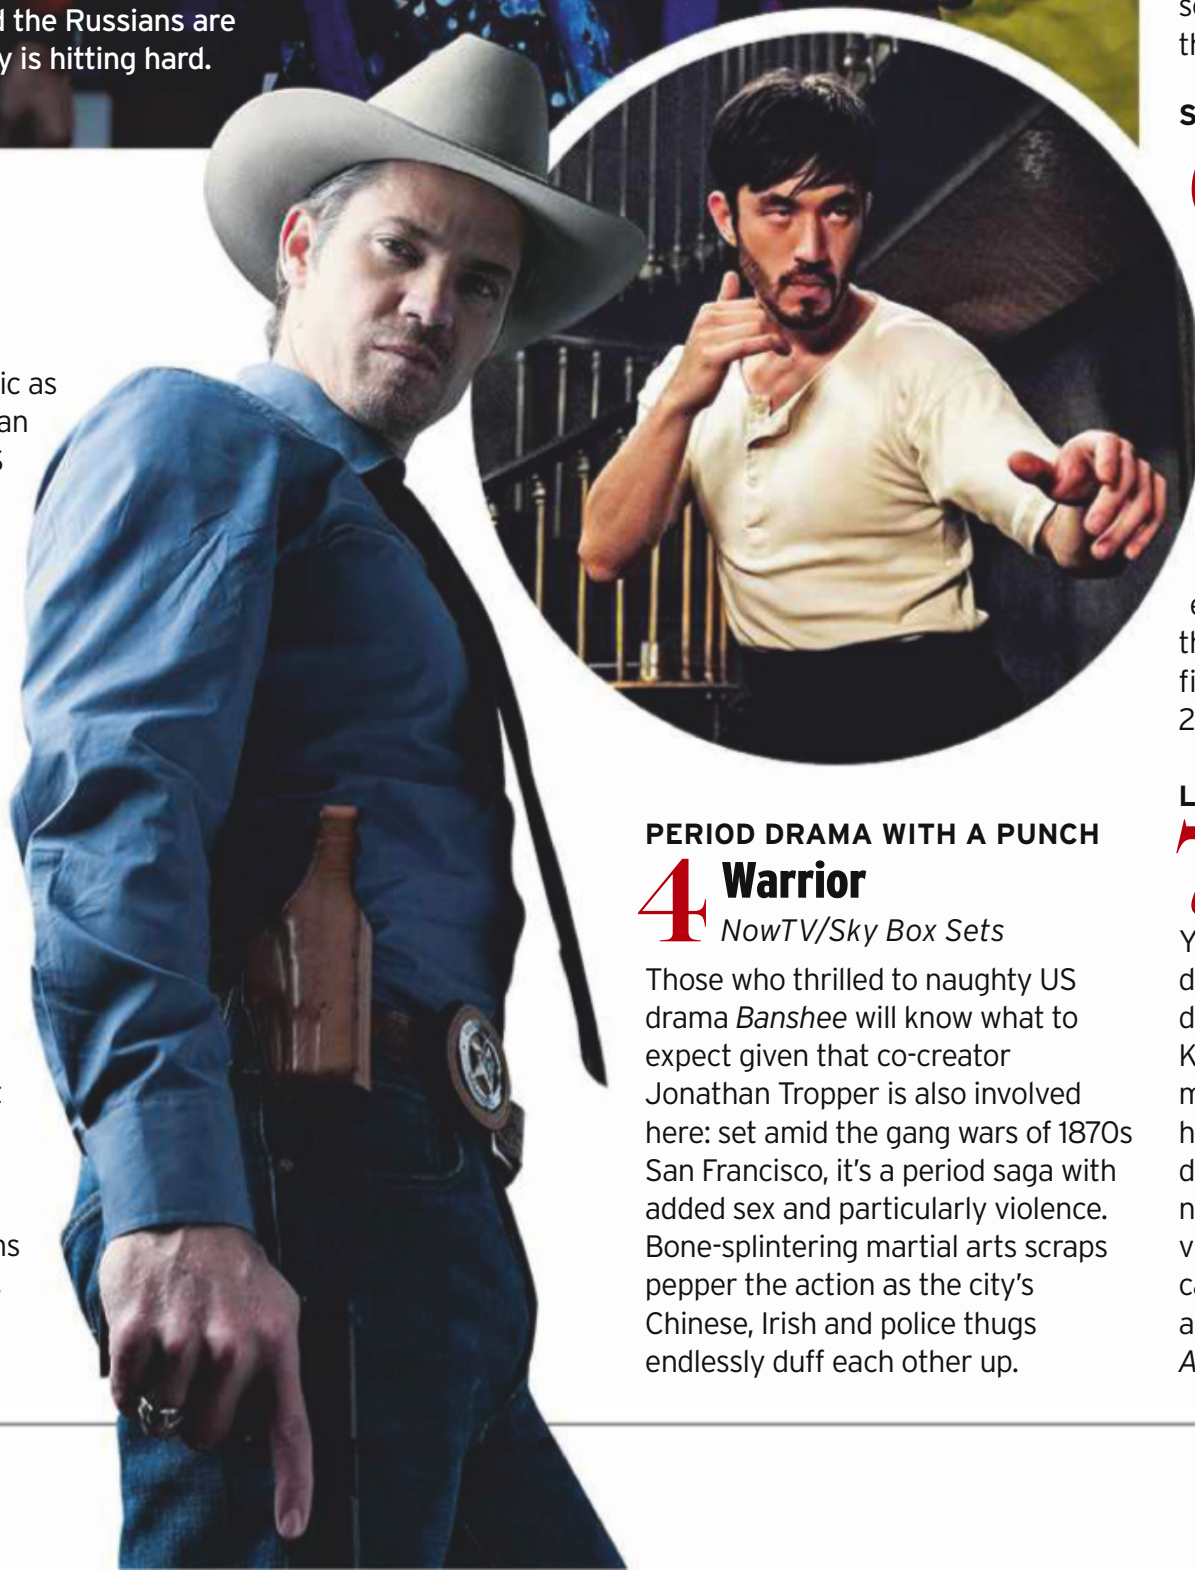 the Russians are
is hitting hard.
ic as
an
PERIOD DRAMA WITH A PUNCH
4 Warrior
NowTV/Sky Box Sets
Those who thrilled to naughty US
drama Banshee will know what to
expect given that co-creator
Jonathan Tropper is also involved
here: set amid the gang wars of 1870s
San Francisco, it's a period saga with
added sex and particularly violence.
Bone-splintering martial arts scraps
pepper the action as the city's
Chinese, Irish and police thugs
endlessly duff each other up.